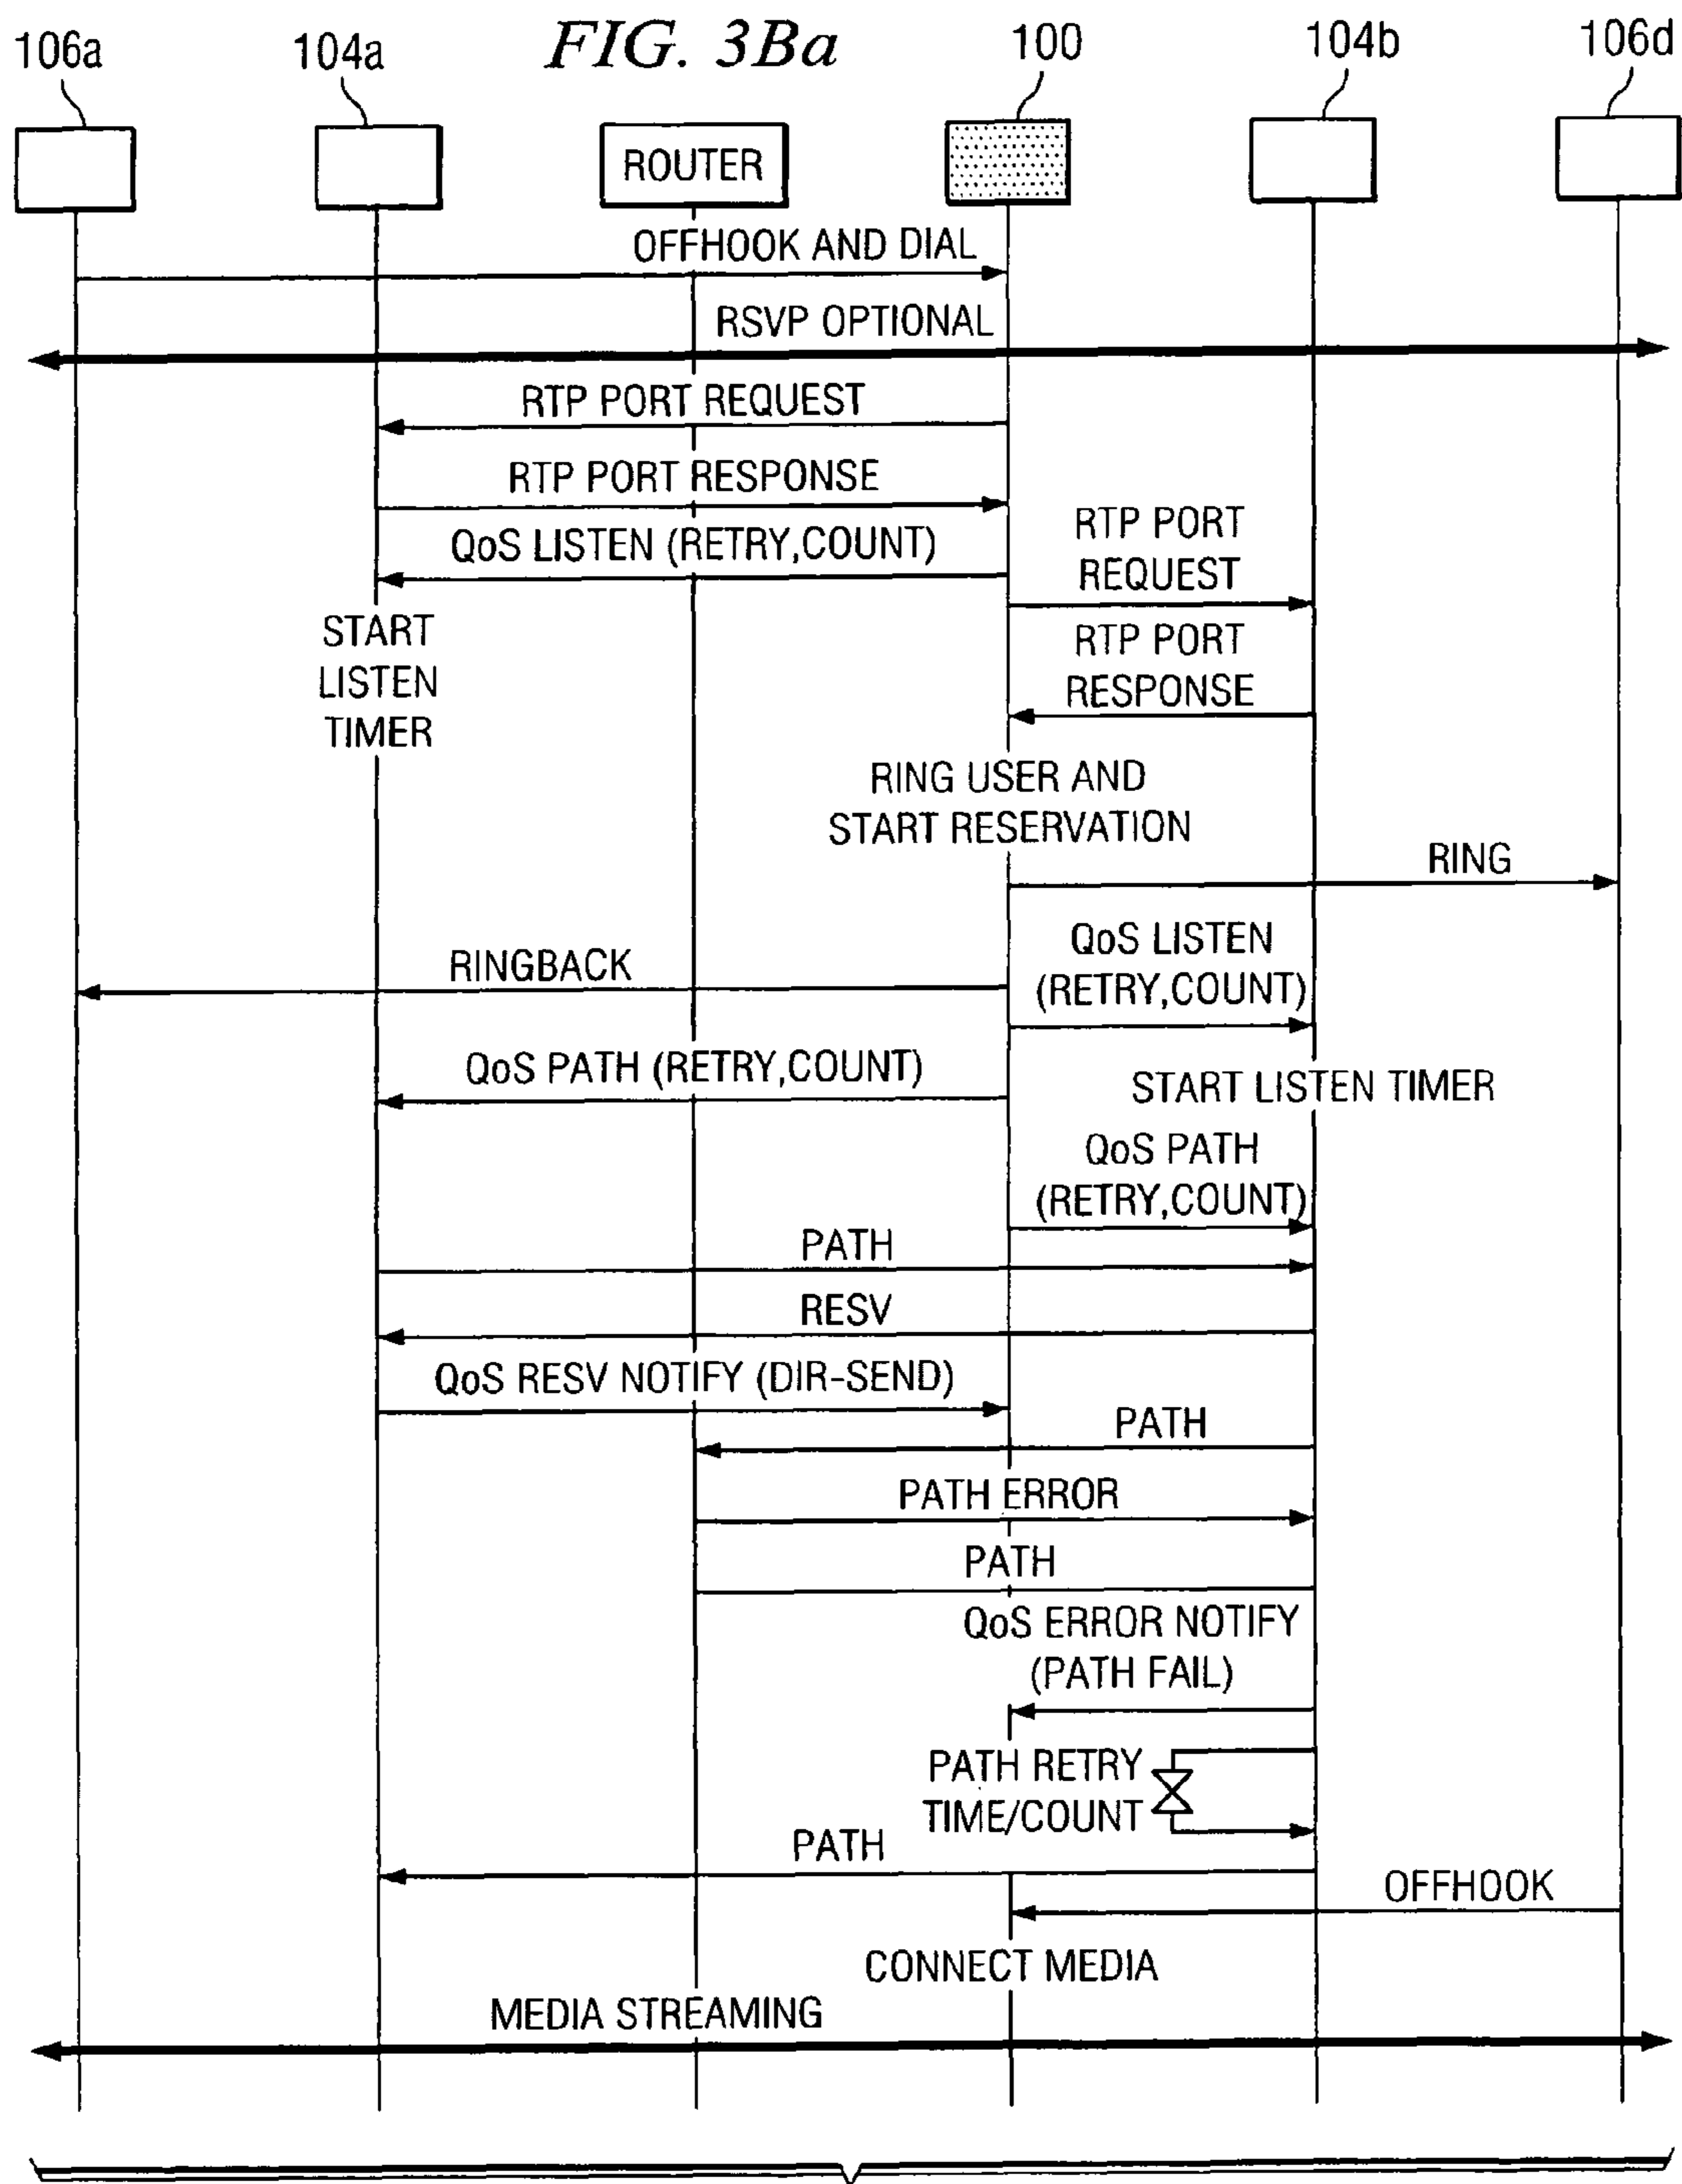 FIG. 3Ba
106a
104a
100
104b
106d
ROUTER
OFFHOOK AND DIAL
RSVP OPTIONAL
RTP PORT REQUEST
RTP PORT RESPONSE
QoS LISTEN (RETRY,COUNT)
RTP PORT
REQUEST
START
LISTEN
TIMER
RTP PORT
RESPONSE
RING USER AND
START RESERVATION
RING
RINGBACK
QoS LISTEN
(RETRY,COUNT)
QoS PATH (RETRY,COUNT)
START LISTEN TIMER
QoS PATH
(RETRY,COUNT)
PATH
RESV
QoS RESV NOTIFY (DIR-SEND)
PATH
PATH ERROR
PATH
QoS ERROR NOTIFY
(PATH FAIL)
PATH RETRY
TIME/COUNT
PATH
OFFHOOK
CONNECT MEDIA
MEDIA STREAMING